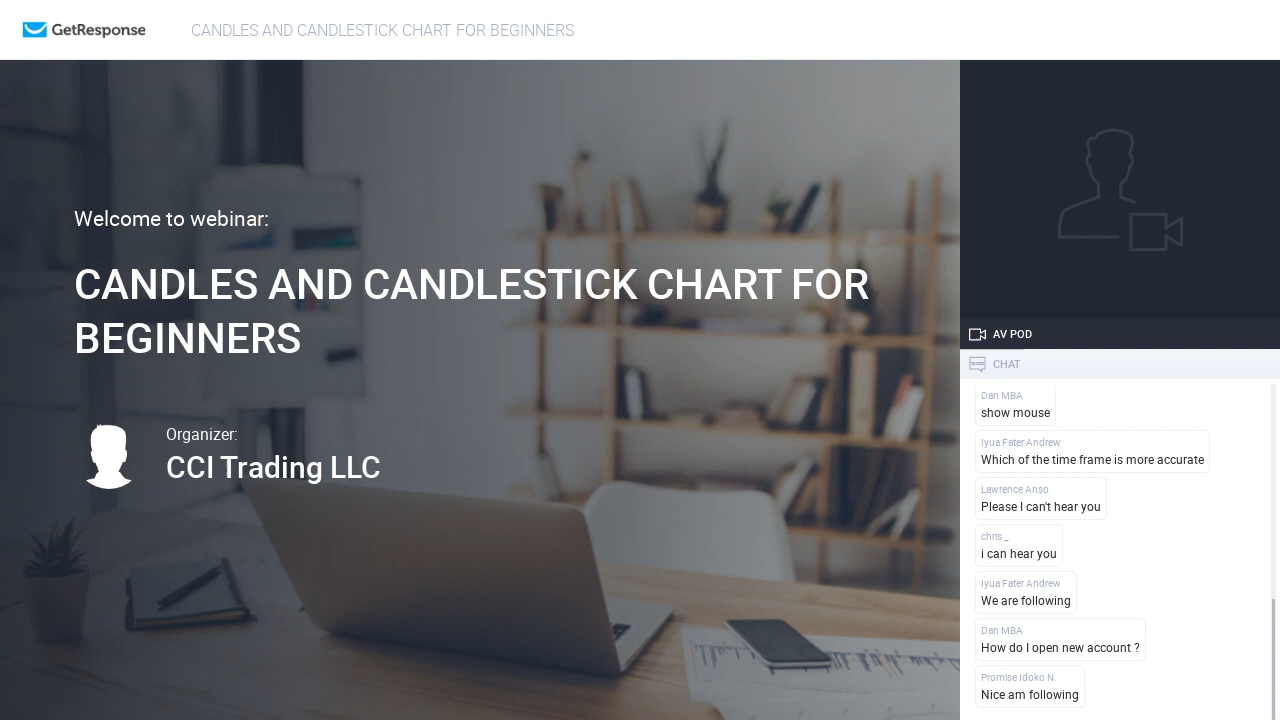 GetResponse
CANDLES AND CANDLESTICK CHART FOR BEGINNERS
Welcome to webinar:
CANDLES AND CANDLESTICK CHART FOR
BEGINNERS
Organizer:
CCI Trading LLC
AV POD
CHAT
Dan MBA
show mouse
Iyua Fater Andrew
Which of the time frame is more accurate
Lawrence Anso
Please I can't hear you
chris _
i can hear you
Iyua Fater Andrew
We are following
Dan MBA
How do I open new account ?
Promise Idoko N.
Nice am following